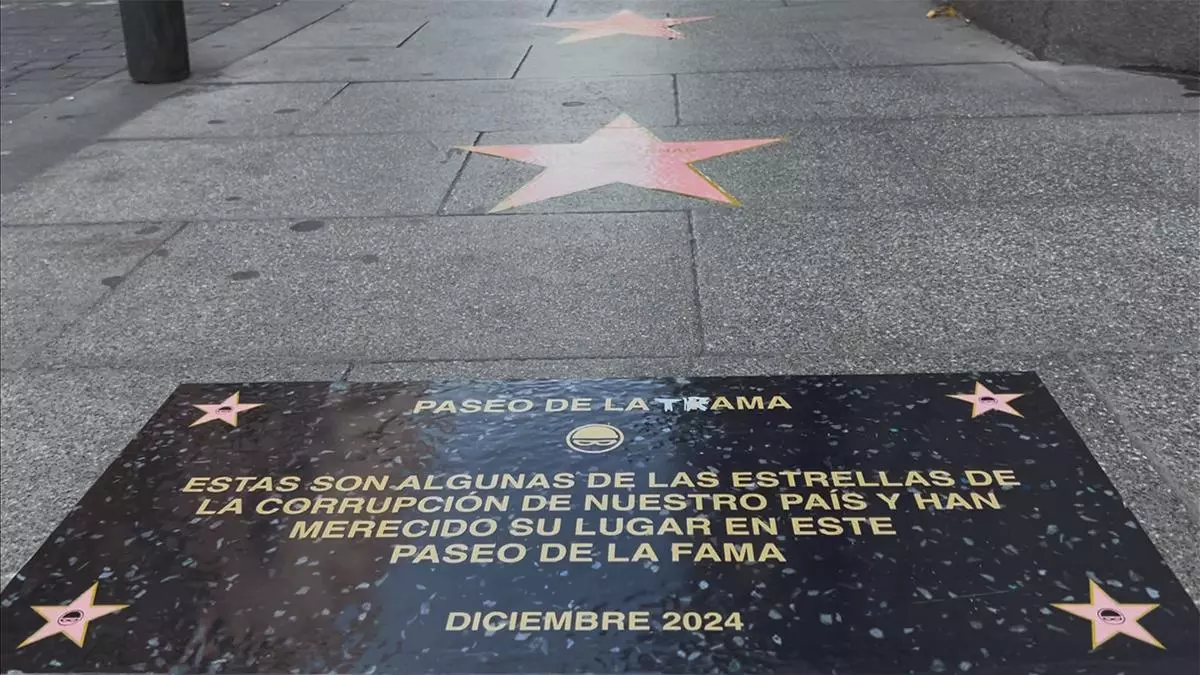 PASEO DE LA TRAMA
ESTAS SON ALGUNAS DE LAS ESTRELLAS DE
LA CORRUPCIÓN DE NUESTRO PAÍS Y HAN
MERECIDO SU LUGAR EN ESTE
PASEO DE LA FAMA
DICIEMBRE 2024